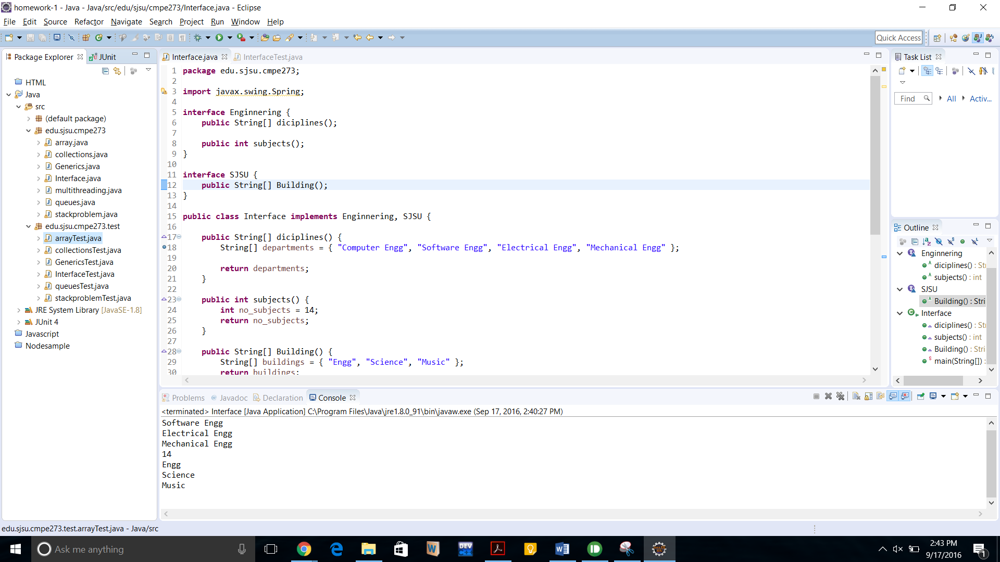 homework-1 - Java - Java/src/edu/sjsu/cmpe273/Interface.java - Eclipse
File Edit Source Refactor Navigate Search Project Run Window Help
Quick Access
Package Explorer
JUnit
HTML
Java
src
(default package)
edu.sjsu.cmpe273
array.java
collections.java
Generics.java
Interface.java
multithreading.java
queues.java
stackproblem.java
edu.sjsu.cmpe273.test
arrayTest.java
collectionsTest.java
GenericsTest.java
InterfaceTest.java
queuesTest.java
stackproblemTest.java
JRE System Library [JavaSE-1.8]
JUnit 4
Javascript
Nodesample
Interface.java InterfaceTest.java
1 package edu.sjsu.cmpe273;
2
3 import javax.swing.Spring;
4
5 interface Enginnering {
6 public String[] diciplines();
7
8 public int subjects();
9 }
10
11 interface SJSU {
12 public String[] Building();
13 }
14
15 public class Interface implements Enginnering, SJSU {
16
17 public String[] diciplines() {
18 String[] departments = { "Computer Engg", "Software Engg", "Electrical Engg", "Mechanical Engg" };
19
20 return departments;
21 }
22
23 public int subjects() {
24 int no_subjects = 14;
25 return no_subjects;
26 }
27
28 public String[] Building() {
29 String[] buildings = { "Engg", "Science", "Music" };
30 return buildings;
Task List
Find All Activ...
Outline
Enginnering
diciplines() : Stri
subjects() : int
SJSU
Building() : Stri
Interface
diciplines() : Stri
subjects() : int
Building() : Stri
main(String[]) :
Problems @ Javadoc Declaration Console
<terminated> Interface [Java Application] C:\Program Files\Java\jre1.8.0_91\bin\javaw.exe (Sep 17, 2016, 2:40:27 PM)
Software Engg
Electrical Engg
Mechanical Engg
14
Engg
Science
Music
edu.sjsu.cmpe273.test.arrayTest.java - Java/src
Ask me anything
DEV
2:43 PM
9/17/2016
1